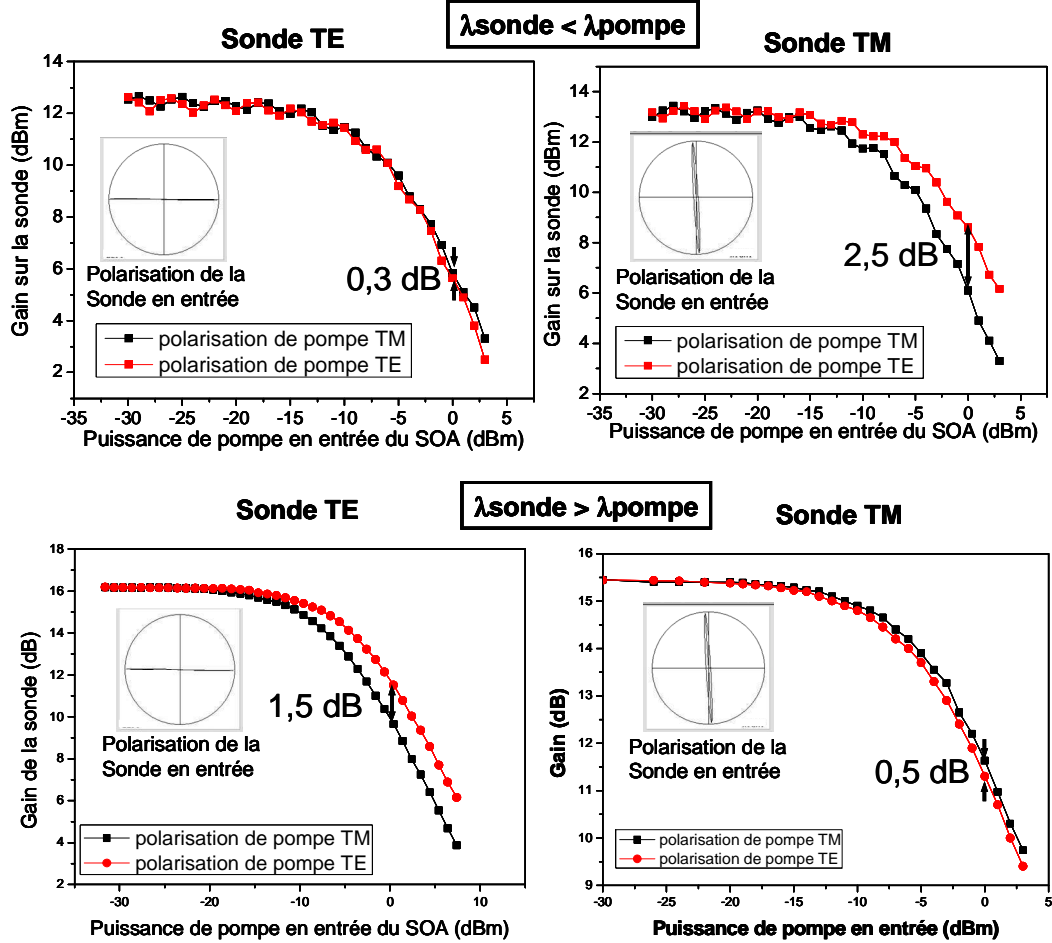 λsonde < λpompe
Sonde TE
Sonde TM
Gain sur la sonde (dBm)
14
12
10
8
6
4
2
Polarisation de la
Sonde en entrée
0,3 dB
polarisation de pompe TM
polarisation de pompe TE
-35 -30 -25 -20 -15 -10 -5 0 5
Puissance de pompe en entrée du SOA (dBm)
Gain sur la sonde (dBm)
14
12
10
8
6
4
2
Polarisation de la
Sonde en entrée
2,5 dB
polarisation de pompe TM
polarisation de pompe TE
-35 -30 -25 -20 -15 -10 -5 0 5
Puissance de pompe en entrée du SOA (dBm)
λsonde > λpompe
Sonde TE
Sonde TM
Gain de la sonde (dB)
18
16
14
12
10
8
6
4
2
Polarisation de la
Sonde en entrée
1,5 dB
polarisation de pompe TM
polarisation de pompe TE
-30 -20 -10 0 10
Puissance de pompe en entrée du SOA (dBm)
Gain (dB)
16
15
14
13
12
11
10
9
Polarisation de la
Sonde en entrée
0,5 dB
polarisation de pompe TM
polarisation de pompe TE
-30 -25 -20 -15 -10 -5 0 5
Puissance de pompe en entrée (dBm)